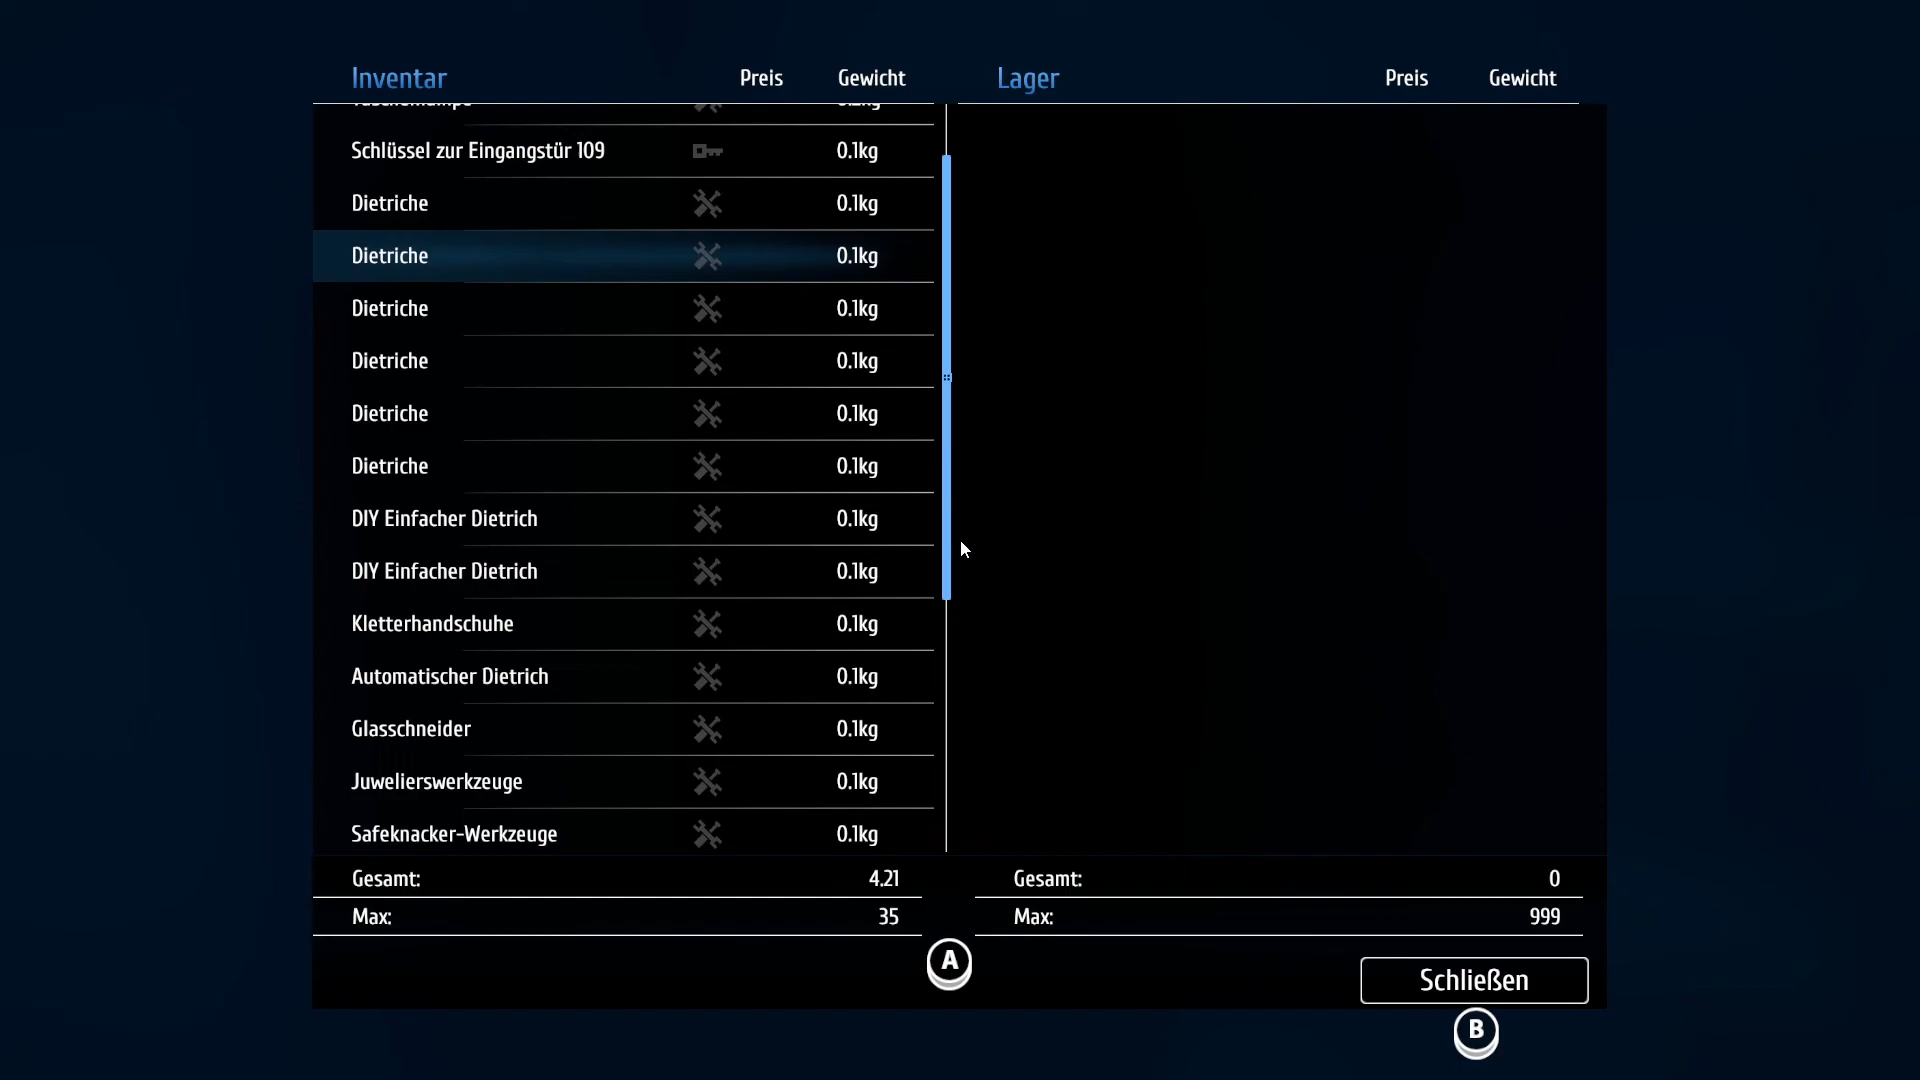 Inventar Preis Gewicht
Schlüssel zur Eingangstür 109 0.1kg
Dietriche 0.1kg
Dietriche 0.1kg
Dietriche 0.1kg
Dietriche 0.1kg
Dietriche 0.1kg
Dietriche 0.1kg
DIY Einfacher Dietrich 0.1kg
DIY Einfacher Dietrich 0.1kg
Kletterhandschuhe 0.1kg
Automatischer Dietrich 0.1kg
Glasschneider 0.1kg
Juwelierswerkzeuge 0.1kg
Safeknacker-Werkzeuge 0.1kg
Gesamt: 4.21
Max: 35
Lager Preis Gewicht
Gesamt: 0
Max: 999
A
Schließen
B